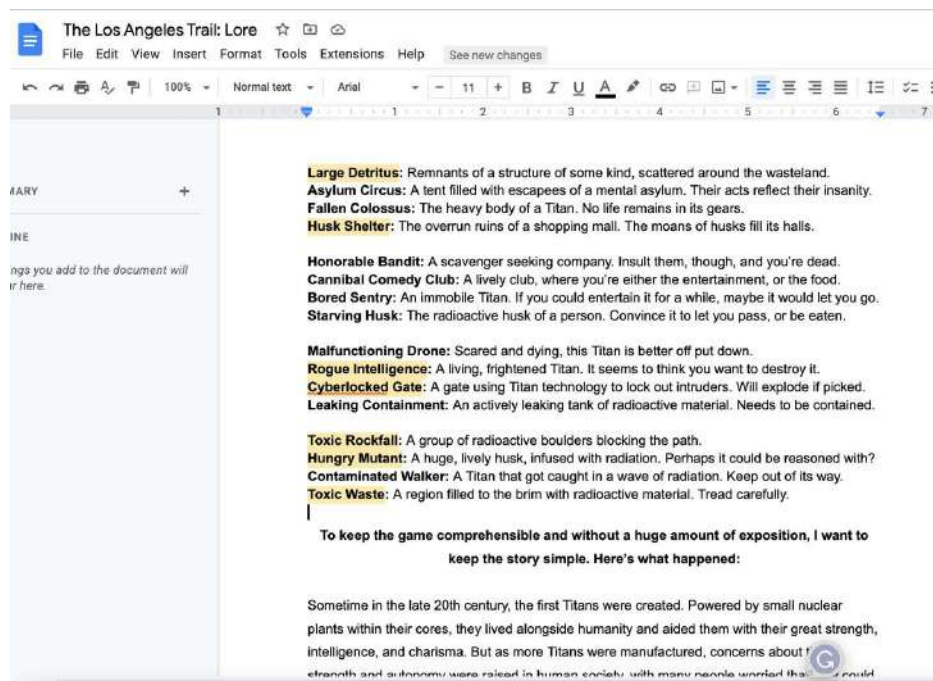 The Los Angeles Trail: Lore
File Edit View Insert Format Tools Extensions Help See new changes
100% Normal text Arial - 11 + B I U A
1 1 2 3 4 5 6 7
Large Detritus: Remnants of a structure of some kind, scattered around the wasteland.
MARY +
Asylum Circus: A tent filled with escapees of a mental asylum. Their acts reflect their insanity.
Fallen Colossus: The heavy body of a Titan. No life remains in its gears.
Husk Shelter: The overrun ruins of a shopping mall. The moans of husks fill its halls.
INE
ngs you add to the document will
r here.
Honorable Bandit: A scavenger seeking company. Insult them, though, and you're dead.
Cannibal Comedy Club: A lively club, where you're either the entertainment, or the food.
Bored Sentry: An immobile Titan. If you could entertain it for a while, maybe it would let you go.
Starving Husk: The radioactive husk of a person. Convince it to let you pass, or be eaten.
Malfunctioning Drone: Scared and dying, this Titan is better off put down.
Rogue Intelligence: A living, frightened Titan. It seems to think you want to destroy it.
Cyberlocked Gate: A gate using Titan technology to lock out intruders. Will explode if picked.
Leaking Containment: An actively leaking tank of radioactive material. Needs to be contained.
Toxic Rockfall: A group of radioactive boulders blocking the path.
Hungry Mutant: A huge, lively husk, infused with radiation. Perhaps it could be reasoned with?
Contaminated Walker: A Titan that got caught in a wave of radiation. Keep out of its way.
Toxic Waste: A region filled to the brim with radioactive material. Tread carefully.
To keep the game comprehensible and without a huge amount of exposition, I want to
keep the story simple. Here's what happened:
Sometime in the late 20th century, the first Titans were created. Powered by small nuclear
plants within their cores, they lived alongside humanity and aided them with their great strength,
intelligence, and charisma. But as more Titans were manufactured, concerns about
strength and autonomy were raised in human society, with many people worried could